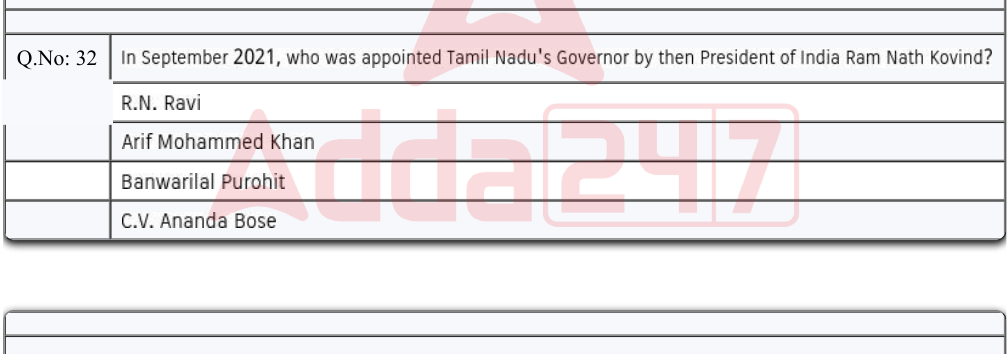 Q.No: 32 In September 2021, who was appointed Tamil Nadu's Governor by then President of India Ram Nath Kovind?
R.N. Ravi
Arif Mohammed Khan
Banwarilal Purohit
C.V. Ananda Bose
Adda247